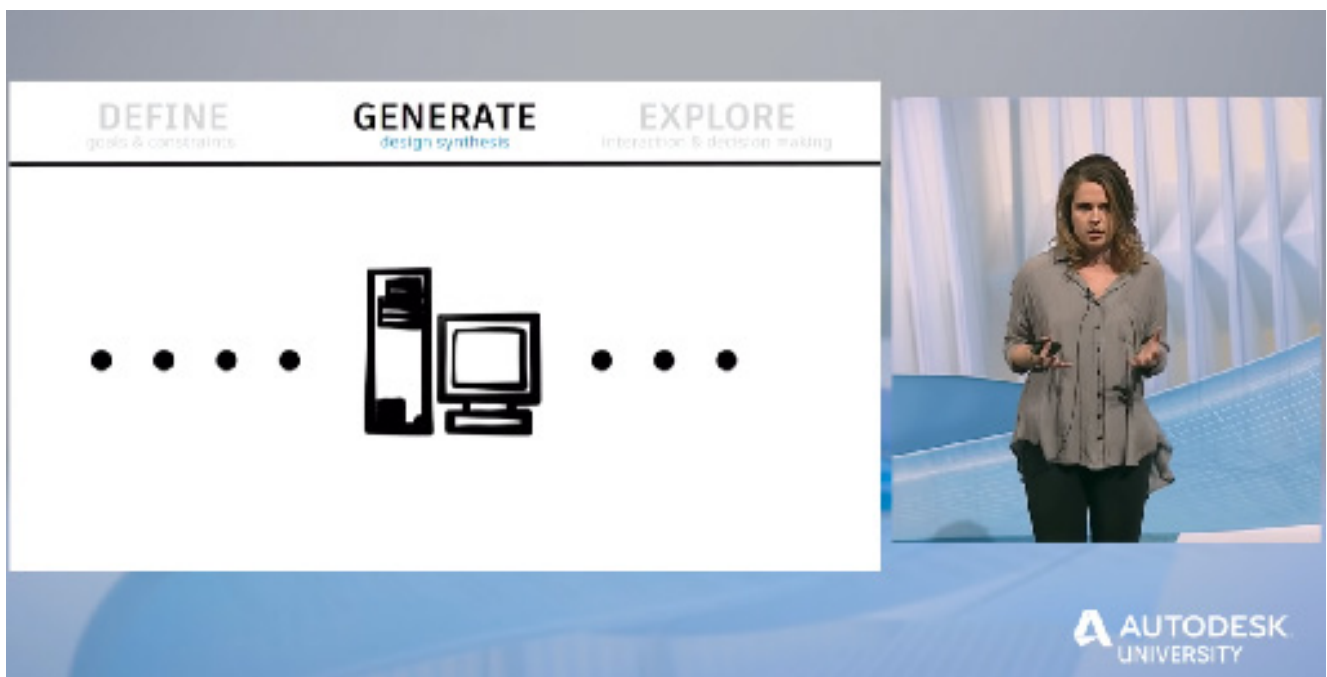 DEFINE
goals & constraints
GENERATE
design synthesis
EXPLORE
interaction & decision making
AUTODESK
UNIVERSITY